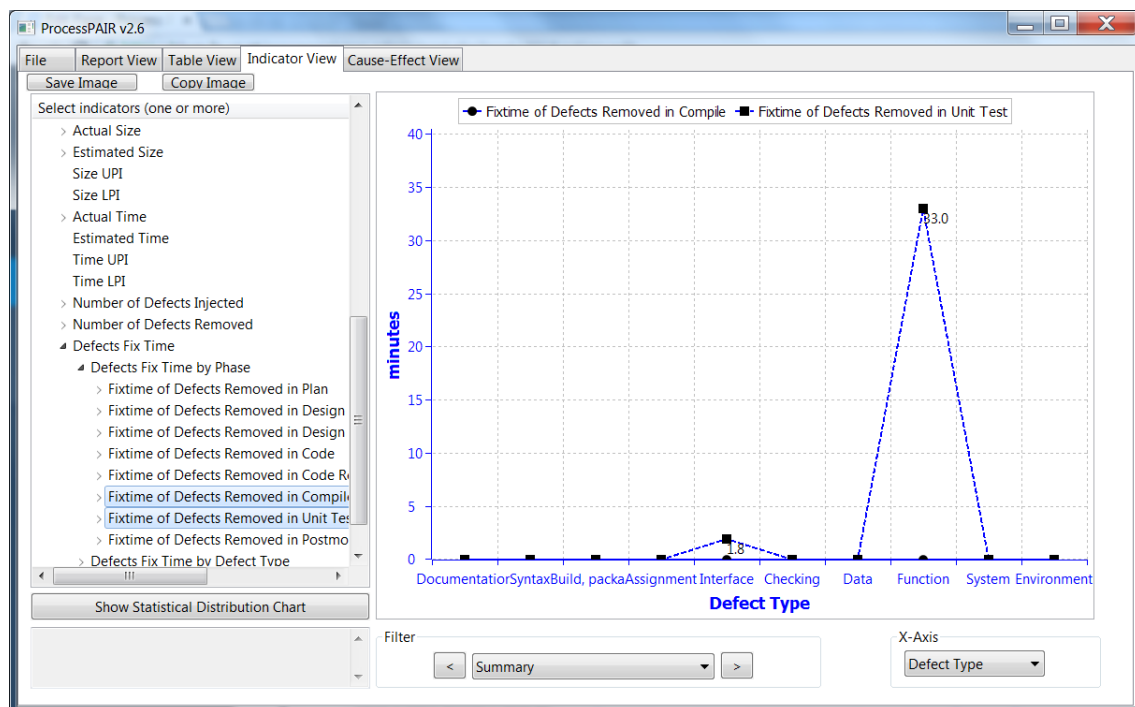 ProcessPAIR v2.6
File Report View Table View Indicator View Cause-Effect View
Save Image Copy Image
Select indicators (one or more)
Actual Size
Estimated Size
Size UPI
Size LPI
Actual Time
Estimated Time
Time UPI
Time LPI
Number of Defects Injected
Number of Defects Removed
Defects Fix Time
Defects Fix Time by Phase
Fixtime of Defects Removed in Plan
Fixtime of Defects Removed in Design
Fixtime of Defects Removed in Design
Fixtime of Defects Removed in Code
Fixtime of Defects Removed in Code Re
Fixtime of Defects Removed in Compile
Fixtime of Defects Removed in Unit Tes
Fixtime of Defects Removed in Postmo
Defects Fix Time by Defect Type
Show Statistical Distribution Chart
Fixtime of Defects Removed in Compile Fixtime of Defects Removed in Unit Test
40
35
30
25
20
15
10
5
0
minutes
33.0
1.8
Documentation Syntax Build, packa Assignment Interface Checking Data Function System Environment
Defect Type
Filter
< Summary >
X-Axis
Defect Type